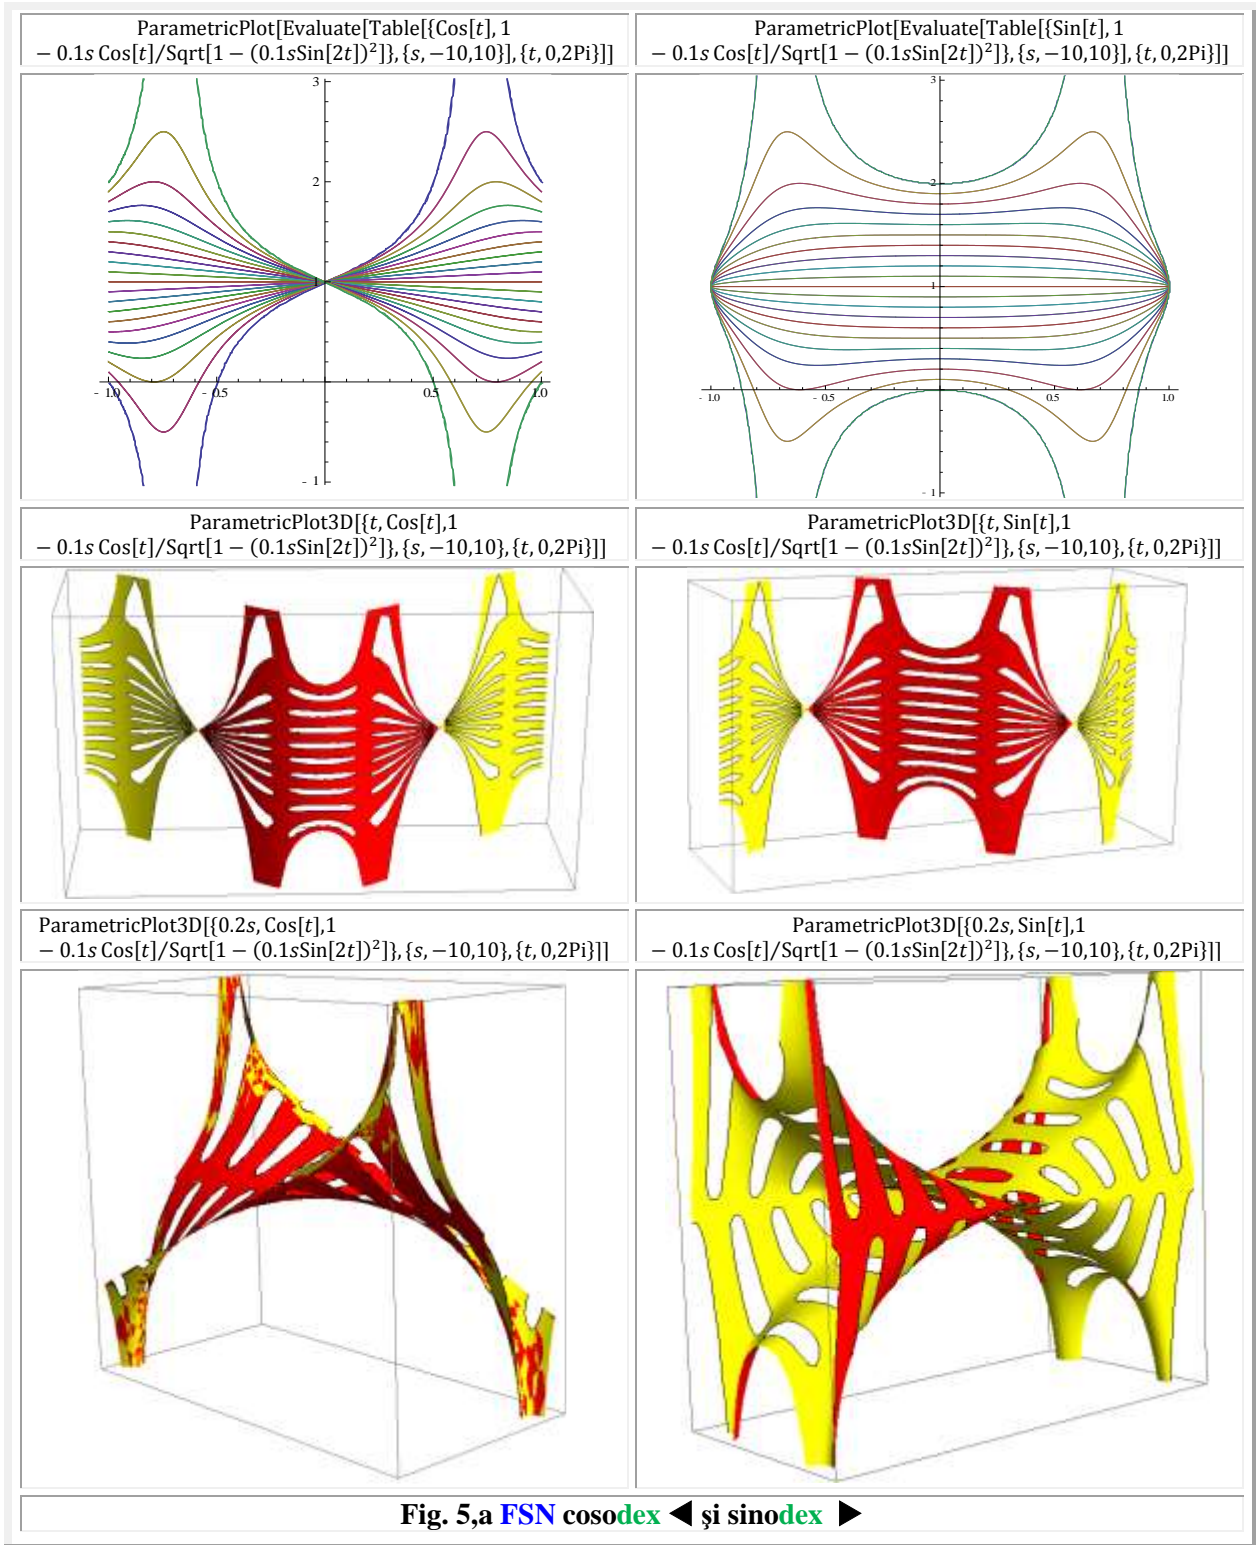 ParametricPlot[Evaluate[Table[{Cos[t], 1
− 0.1s Cos[t]/Sqrt[1 − (0.1sSin[2t])²]}, {s, −10,10}], {t, 0,2Pi}]]
ParametricPlot[Evaluate[Table[{Sin[t], 1
− 0.1s Cos[t]/Sqrt[1 − (0.1sSin[2t])²]}, {s, −10,10}], {t, 0,2Pi}]]
3
2
1
- 1.0
- 0.5
0.5
1.0
- 1
3
2
1
- 1.0
- 0.5
0.5
1.0
- 1
ParametricPlot3D[{t, Cos[t],1
− 0.1s Cos[t]/Sqrt[1 − (0.1sSin[2t])²]}, {s, −10,10}, {t, 0,2Pi}]]
ParametricPlot3D[{t, Sin[t],1
− 0.1s Cos[t]/Sqrt[1 − (0.1sSin[2t])²]}, {s, −10,10}, {t, 0,2Pi}]]
ParametricPlot3D[{0.2s, Cos[t],1
− 0.1s Cos[t]/Sqrt[1 − (0.1sSin[2t])²]}, {s, −10,10}, {t, 0,2Pi}]]
ParametricPlot3D[{0.2s, Sin[t],1
− 0.1s Cos[t]/Sqrt[1 − (0.1sSin[2t])²]}, {s, −10,10}, {t, 0,2Pi}]]
Fig. 5,a FSN cosodex ◄ şi sinodex ►